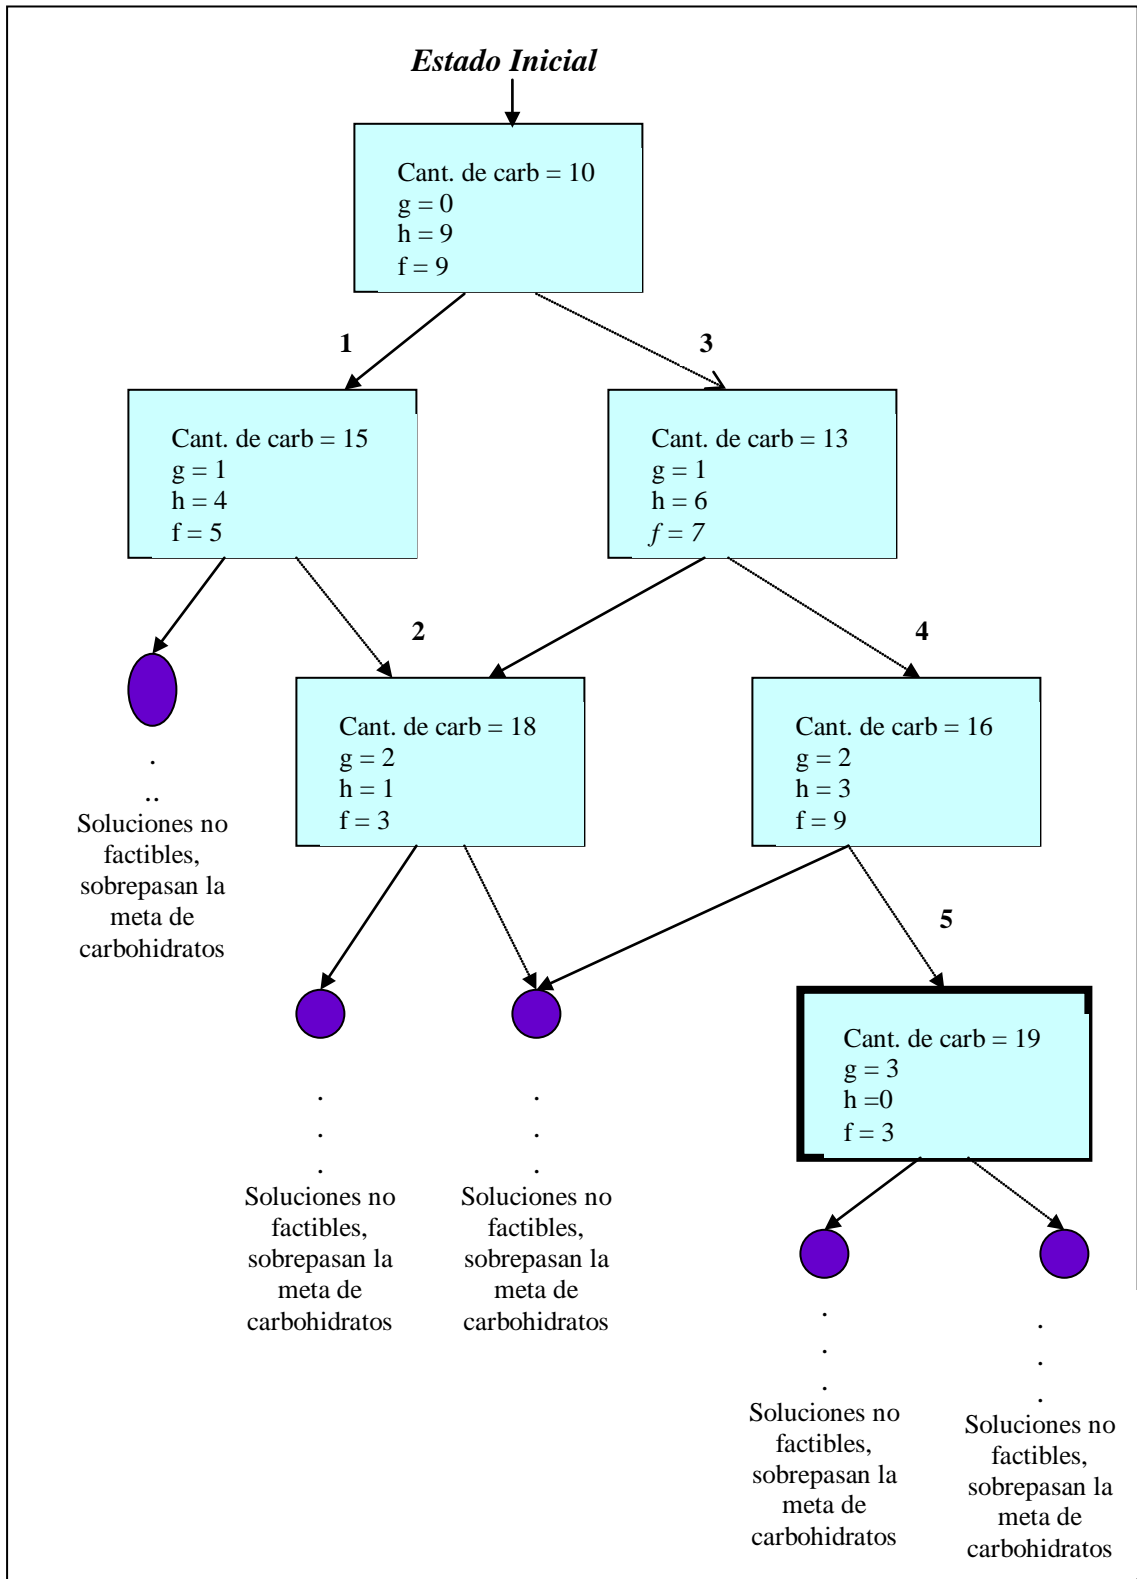 Estado Inicial
Cant. de carb = 10
g = 0
h = 9
f = 9
1
3
Cant. de carb = 15
g = 1
h = 4
f = 5
Cant. de carb = 13
g = 1
h = 6
f = 7
2
4
Cant. de carb = 18
g = 2
h = 1
f = 3
Cant. de carb = 16
g = 2
h = 3
f = 9
.
..
Soluciones no
factibles,
sobrepasan la
meta de
carbohidratos
5
Cant. de carb = 19
g = 3
h =0
f = 3
.
.
.
Soluciones no
factibles,
sobrepasan la
meta de
carbohidratos
.
.
.
Soluciones no
factibles,
sobrepasan la
meta de
carbohidratos
.
.
.
Soluciones no
factibles,
sobrepasan la
meta de
carbohidratos
.
.
.
Soluciones no
factibles,
sobrepasan la
meta de
carbohidratos